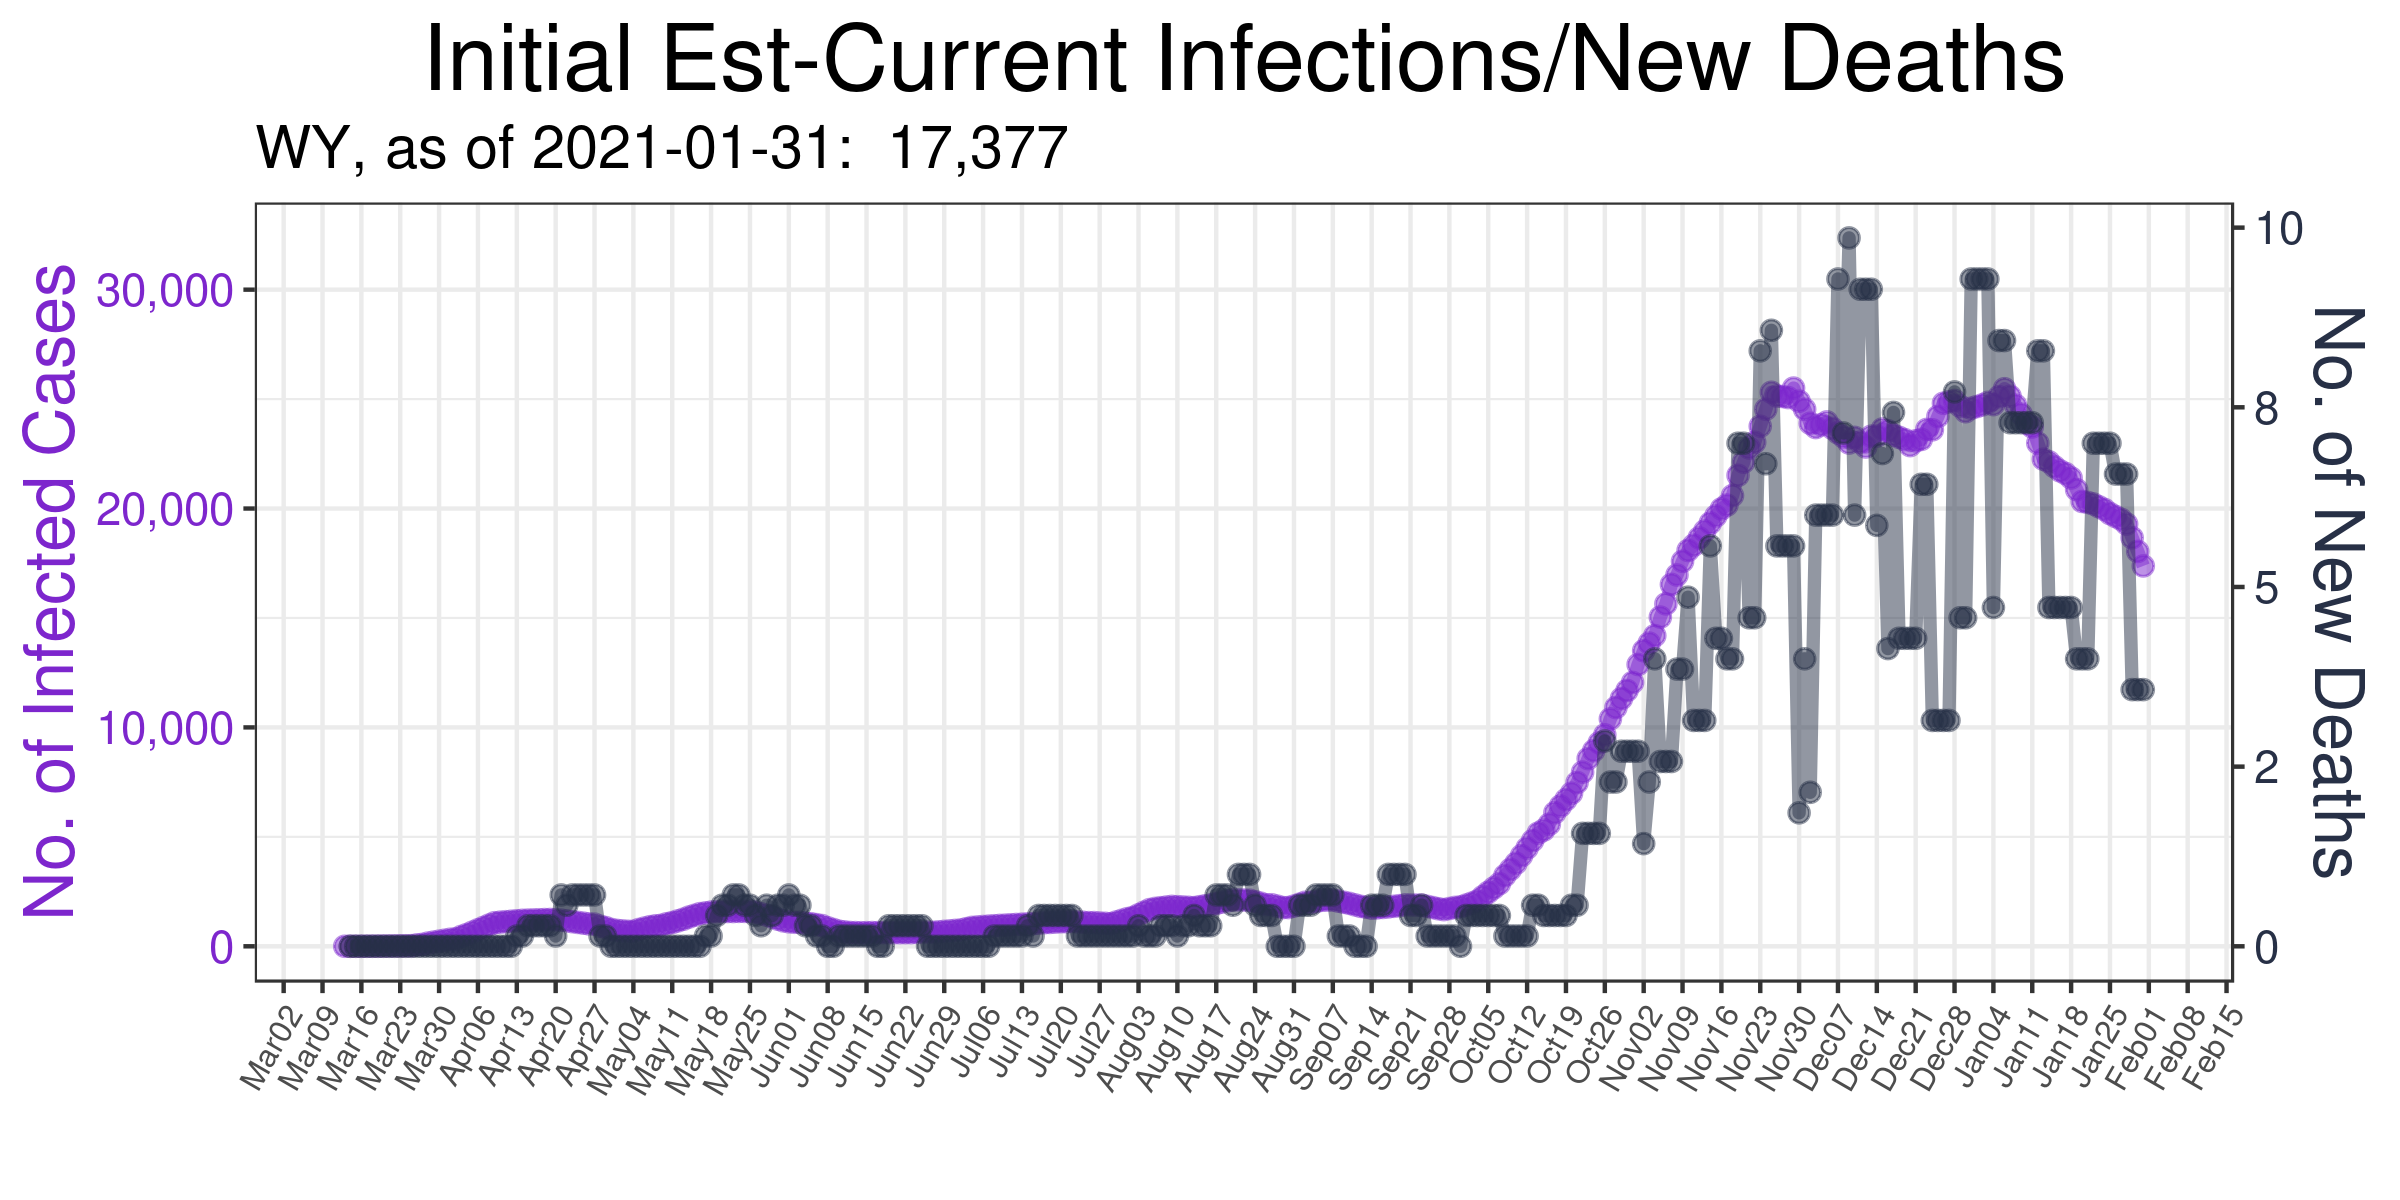 Initial Est-Current Infections/New Deaths
WY, as of 2021-01-31: 17,377
No. of Infected Cases
30,000
20,000
10,000
0
10
8
5
2
0
No. of New Deaths
Mar02
Mar09
Mar16
Mar23
Mar30
Apr06
Apr13
Apr20
Apr27
May04
May11
May18
May25
Jun01
Jun08
Jun15
Jun22
Jun29
Jul06
Jul13
Jul20
Jul27
Aug03
Aug10
Aug17
Aug24
Aug31
Sep07
Sep14
Sep21
Sep28
Oct05
Oct12
Oct19
Oct26
Nov02
Nov09
Nov16
Nov23
Nov30
Dec07
Dec14
Dec21
Dec28
Jan04
Jan11
Jan18
Jan25
Feb01
Feb08
Feb15